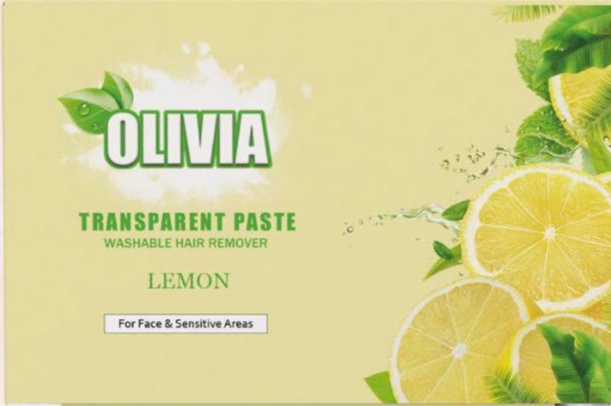 OLIVIA
TRANSPARENT PASTE
WASHABLE HAIR REMOVER
LEMON
For Face & Sensitive Areas